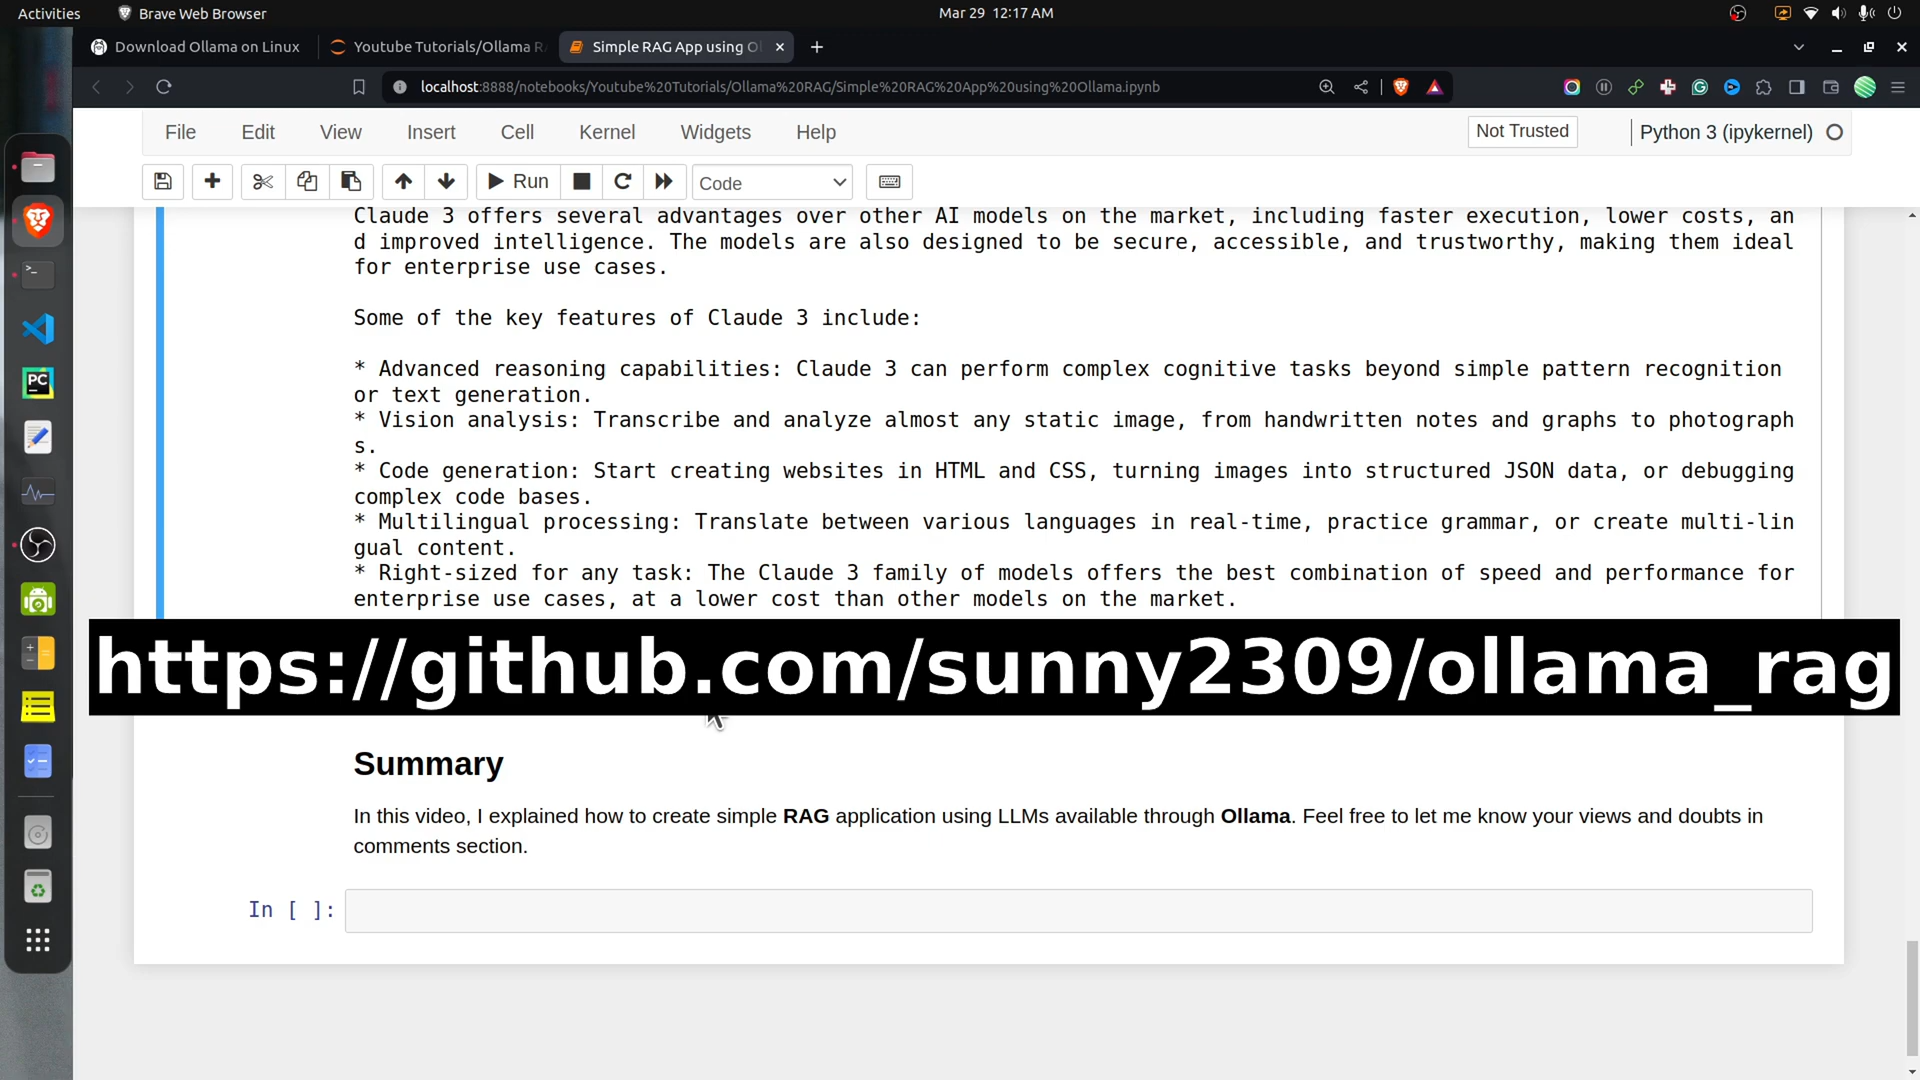 Activities
Brave Web Browser
Mar 29 12:17 AM
Download Ollama on Linux
Youtube Tutorials/Ollama R
Simple RAG App using O
localhost:8888/notebooks/Youtube%20Tutorials/Ollama%20RAG/Simple%20RAG%20App%20using%20Ollama.ipynb
File Edit View Insert Cell Kernel Widgets Help
Not Trusted
Python 3 (ipykernel)
Run
Code
Claude 3 offers several advantages over other AI models on the market, including faster execution, lower costs, an
d improved intelligence. The models are also designed to be secure, accessible, and trustworthy, making them ideal
for enterprise use cases.
Some of the key features of Claude 3 include:
* Advanced reasoning capabilities: Claude 3 can perform complex cognitive tasks beyond simple pattern recognition
or text generation.
* Vision analysis: Transcribe and analyze almost any static image, from handwritten notes and graphs to photograph
s.
* Code generation: Start creating websites in HTML and CSS, turning images into structured JSON data, or debugging
complex code bases.
* Multilingual processing: Translate between various languages in real-time, practice grammar, or create multi-lin
gual content.
* Right-sized for any task: The Claude 3 family of models offers the best combination of speed and performance for
enterprise use cases, at a lower cost than other models on the market.
https://github.com/sunny2309/ollama_rag
Summary
In this video, I explained how to create simple RAG application using LLMs available through Ollama. Feel free to let me know your views and doubts in
comments section.
In [ ]:
PC